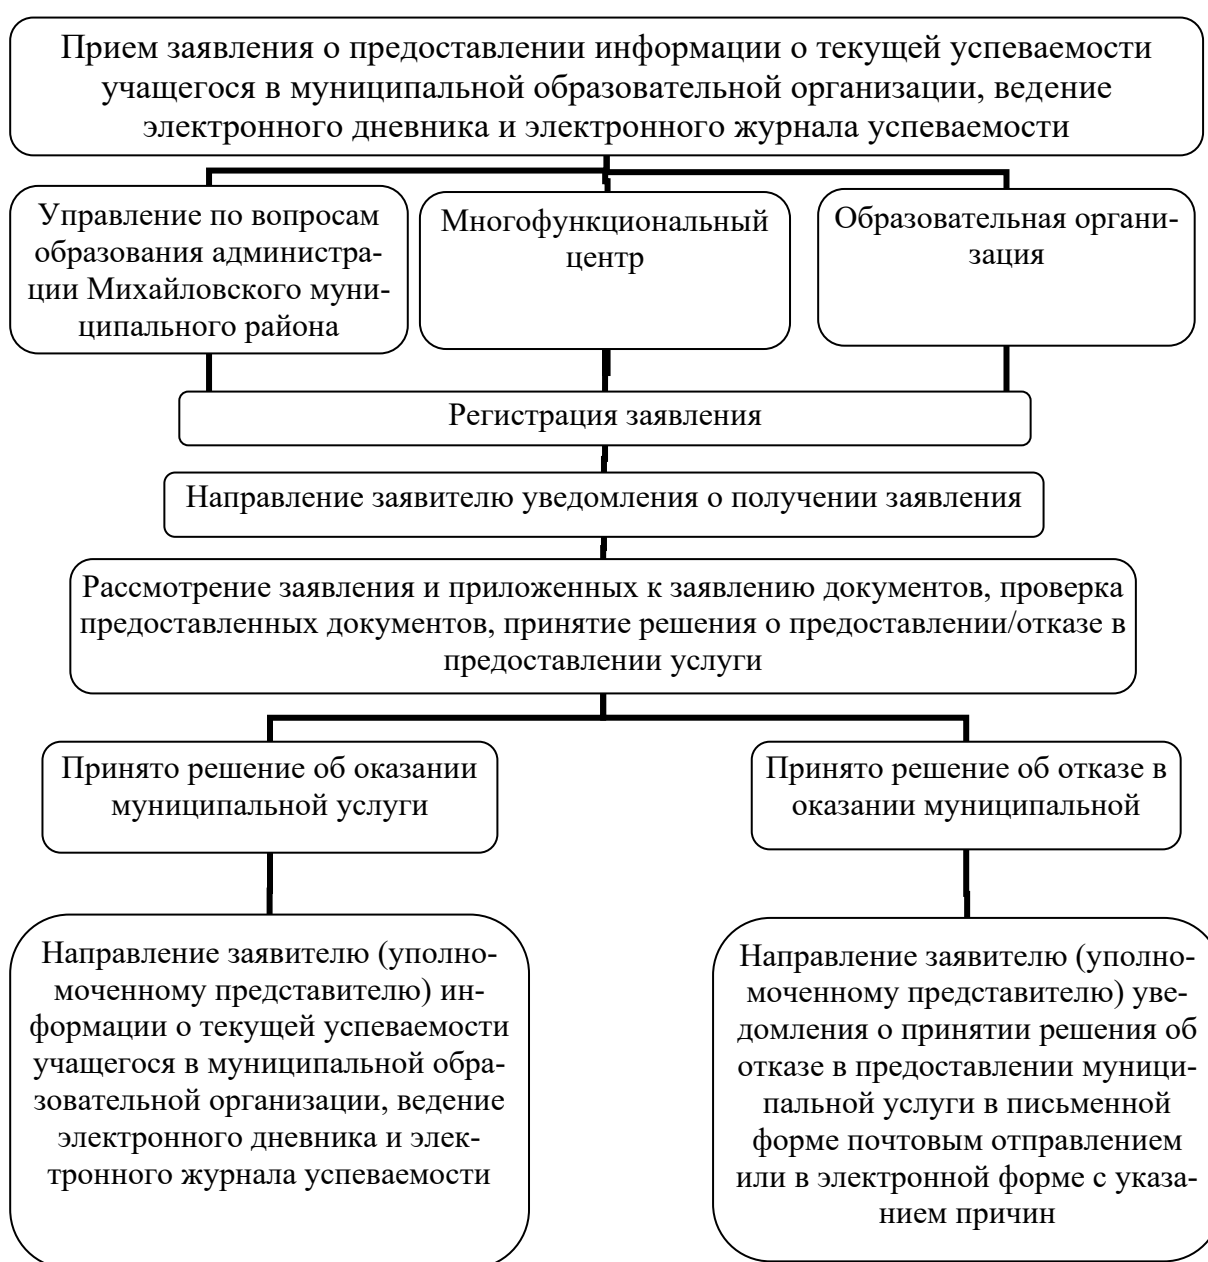 Прием заявления о предоставлении информации о текущей успеваемости
учащегося в муниципальной образовательной организации, ведение
электронного дневника и электронного журнала успеваемости
Управление по вопросам
образования администра-
ции Михайловского муни-
ципального района
Многофункциональный
центр
Образовательная органи-
зация
Регистрация заявления
Направление заявителю уведомления о получении заявления
Рассмотрение заявления и приложенных к заявлению документов, проверка
предоставленных документов, принятие решения о предоставлении/отказе в
предоставлении услуги
Принято решение об оказании
муниципальной услуги
Принято решение об отказе в
оказании муниципальной
Направление заявителю (уполно-
моченному представителю) ин-
формации о текущей успеваемости
учащегося в муниципальной обра-
зовательной организации, ведение
электронного дневника и элек-
тронного журнала успеваемости
Направление заявителю (уполно-
моченному представителю) уве-
домления о принятии решения об
отказе в предоставлении муници-
пальной услуги в письменной
форме почтовым отправлением
или в электронной форме с указа-
нием причин